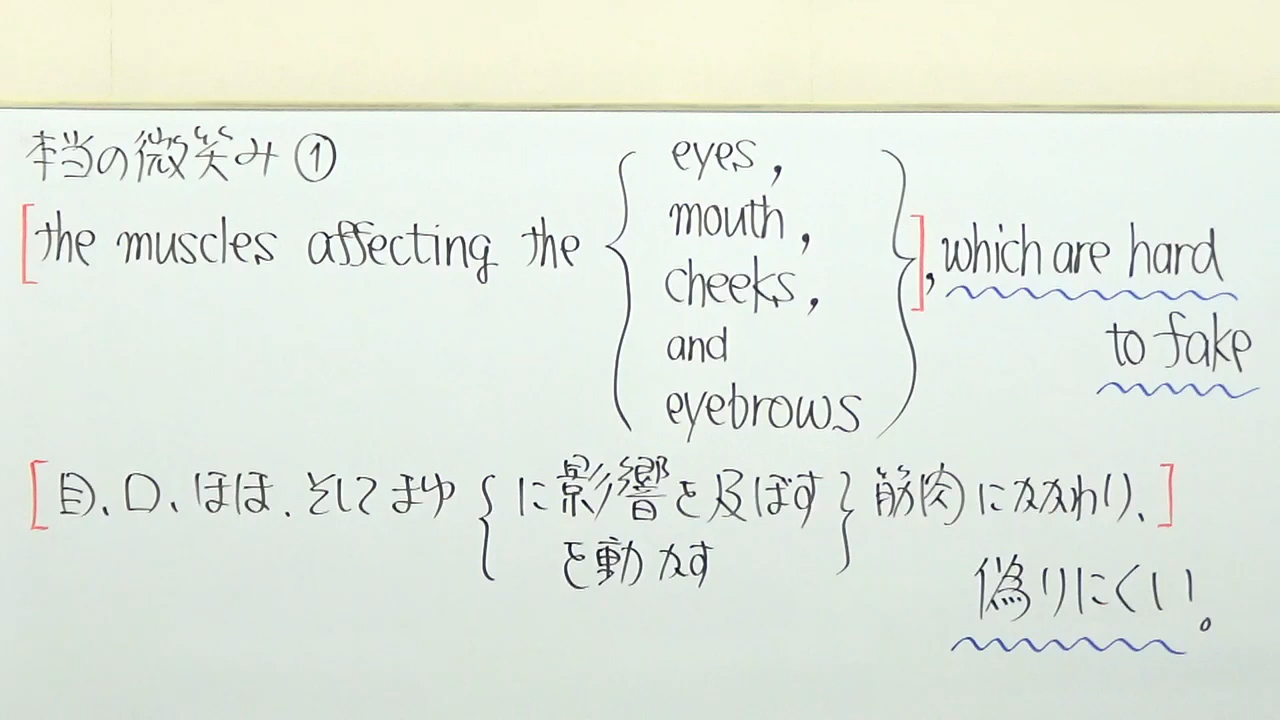 本当の微笑み ①
[the muscles affecting the { eyes,
mouth,
cheeks,
and
eyebrows } ], which are hard
to fake
[目、口、ほほ、そしてまゆ { に影響を及ぼす } 筋肉にかかわり、]
を動かす
偽りにくい。